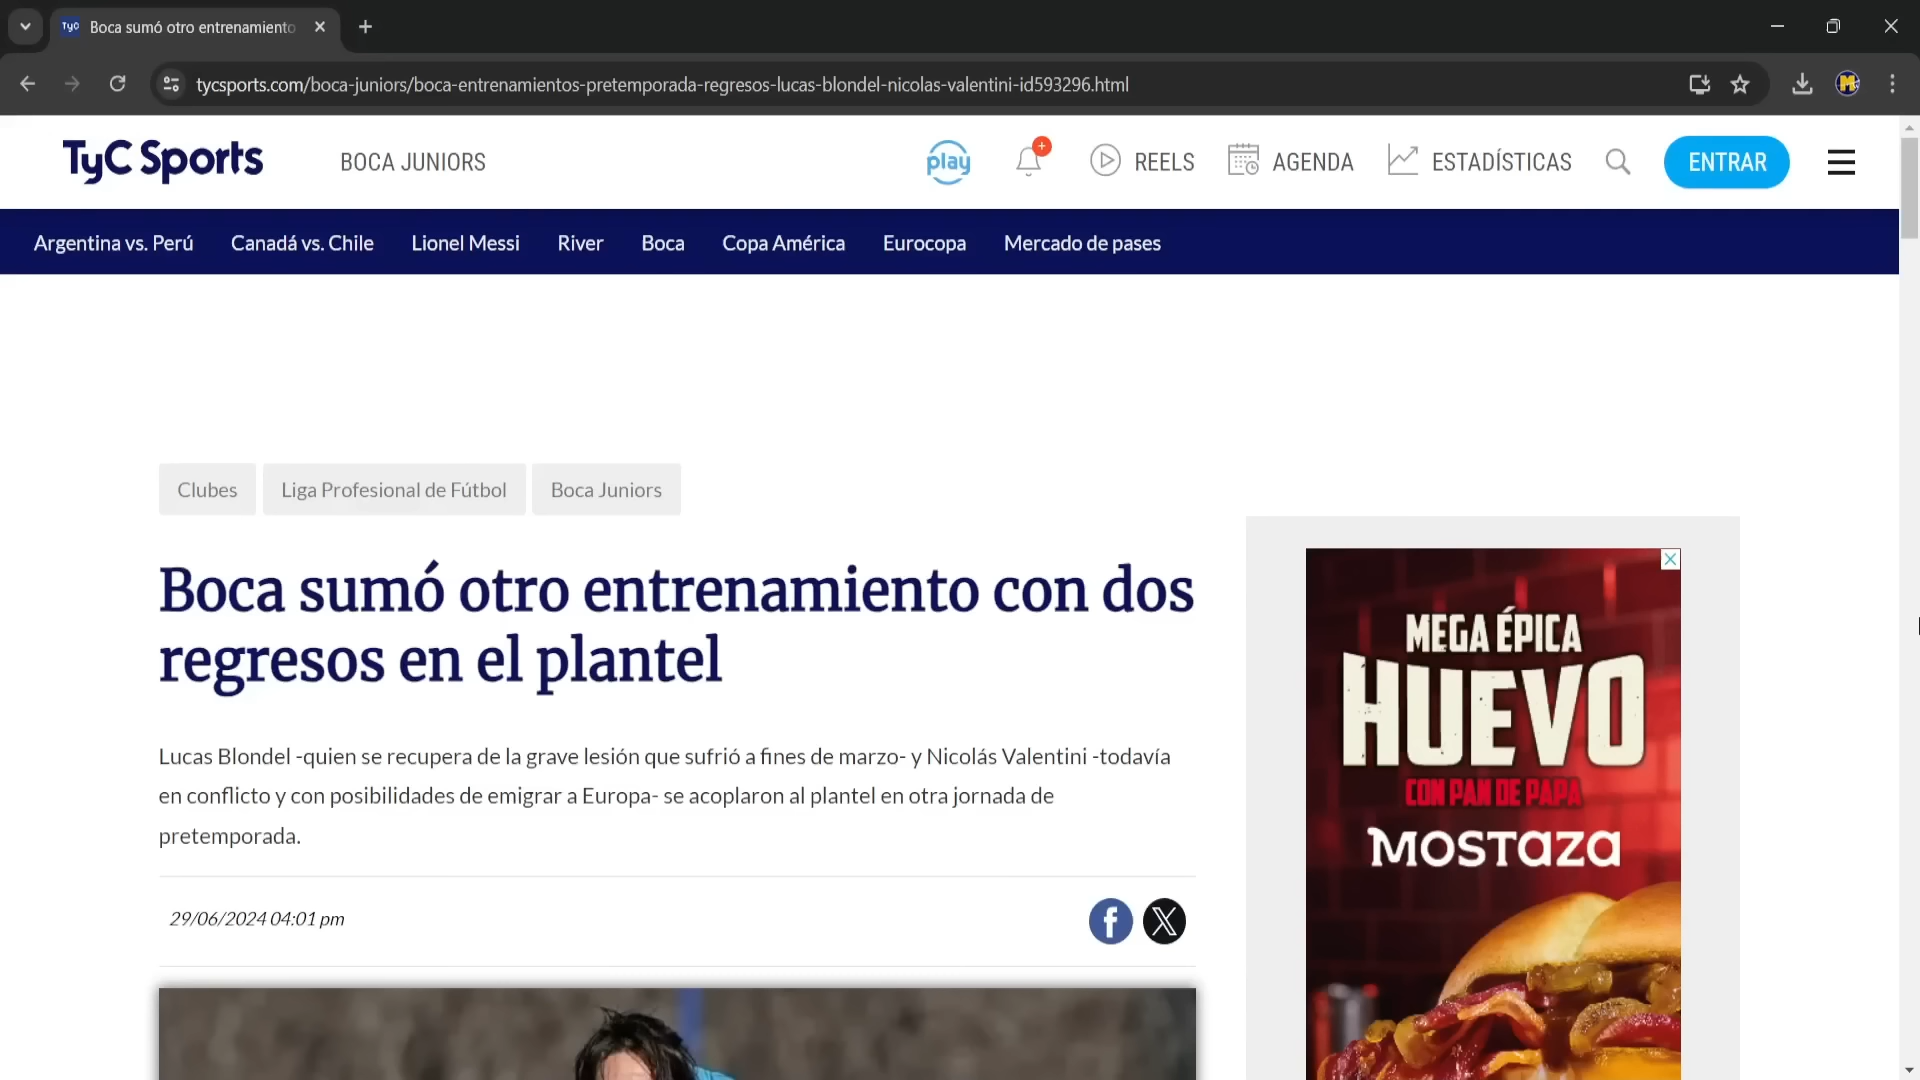 TyC
Boca sumó otro entrenamiento
tycsports.com/boca-juniors/boca-entrenamientos-pretemporada-regresos-lucas-blondel-nicolas-valentini-id593296.html
M
TyC Sports
BOCA JUNIORS
play
+
REELS
AGENDA
ESTADÍSTICAS
ENTRAR
Argentina vs. Perú
Canadá vs. Chile
Lionel Messi
River
Boca
Copa América
Eurocopa
Mercado de pases
Clubes
Liga Profesional de Fútbol
Boca Juniors
Boca sumó otro entrenamiento con dos
regresos en el plantel
Lucas Blondel -quien se recupera de la grave lesión que sufrió a fines de marzo- y Nicolás Valentini -todavía
en conflicto y con posibilidades de emigrar a Europa- se acoplaron al plantel en otra jornada de
pretemporada.
29/06/2024 04:01 pm
MEGA ÉPICA
HUEVO
CON PAN DE PAPA
MOSTAZA